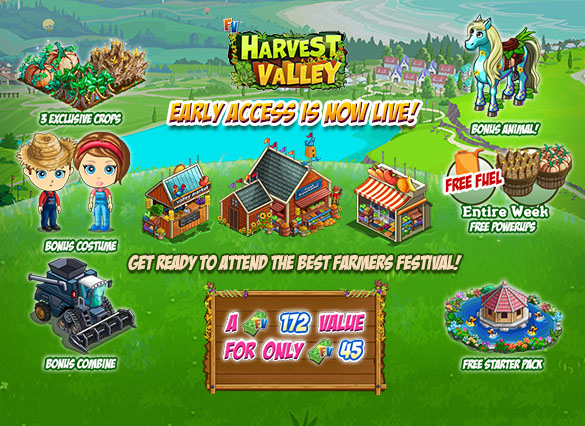 FV
HARVEST
VALLEY
EARLY ACCESS IS NOW LIVE!
3 EXCLUSIVE CROPS
BONUS ANIMAL!
FREE FUEL
Entire Week
FREE POWERUPS
BONUS COSTUME
GET READY TO ATTEND THE BEST FARMERS FESTIVAL!
A FV 172 VALUE
FOR ONLY FV 45
BONUS COMBINE
FREE STARTER PACK